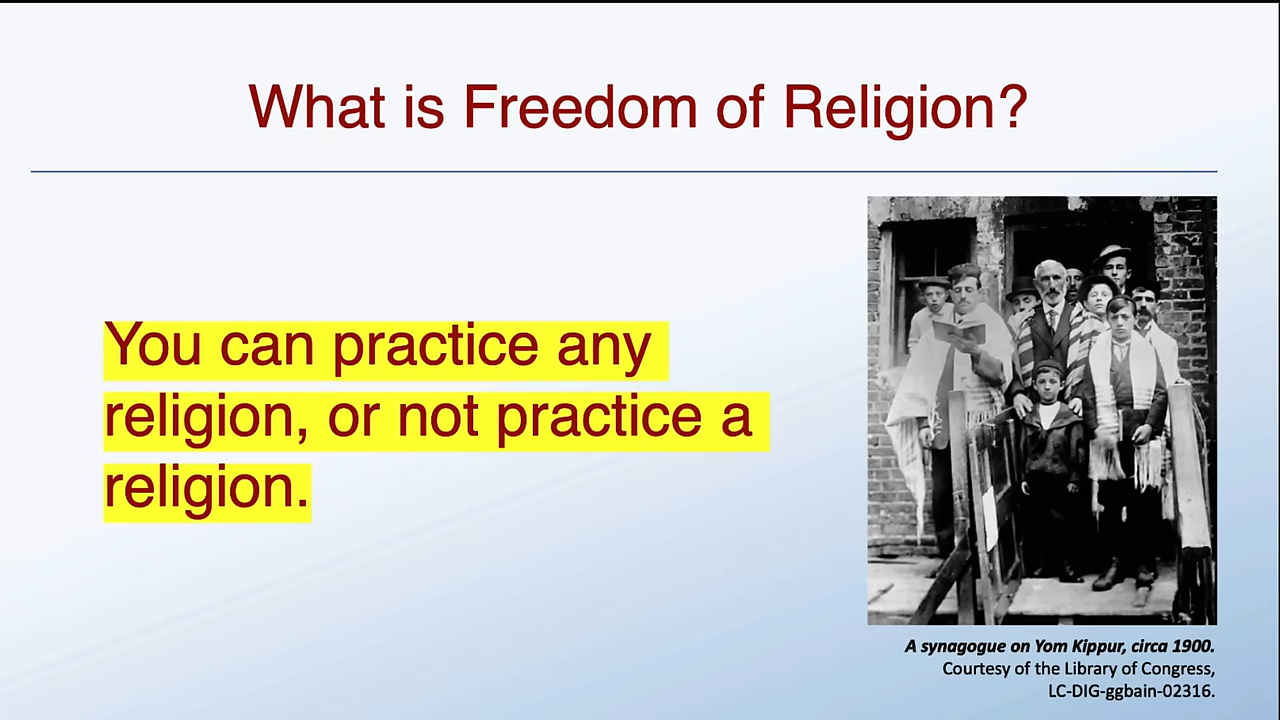 What is Freedom of Religion?
You can practice any
religion, or not practice a
religion.
A synagogue on Yom Kippur, circa 1900.
Courtesy of the Library of Congress,
LC-DIG-ggbain-02316.